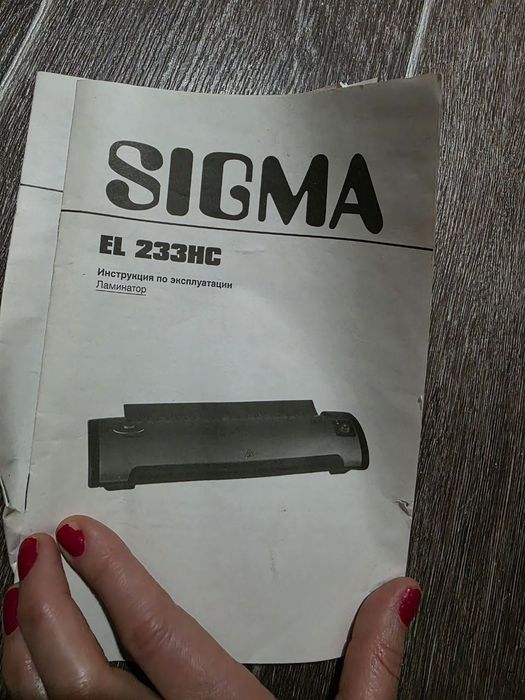 SIGMA
EL 233HC
Инструкция по эксплуатации
Ламинатор